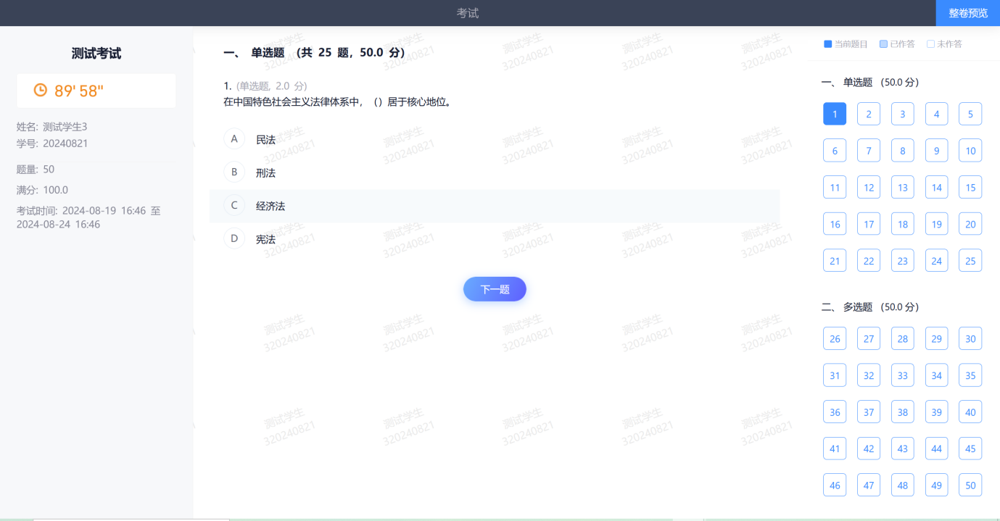 考试
整卷预览
测试考试
89' 58"
姓名: 测试学生3
学号: 20240821
题量: 50
满分: 100.0
考试时间: 2024-08-19 16:46 至
2024-08-24 16:46
一、 单选题 (共 25 题，50.0 分)
1. (单选题, 2.0 分)
在中国特色社会主义法律体系中，（）居于核心地位。
A 民法
B 刑法
C 经济法
D 宪法
下一题
当前题目 已作答 未作答
一、 单选题 (50.0 分)
1 2 3 4 5
6 7 8 9 10
11 12 13 14 15
16 17 18 19 20
21 22 23 24 25
二、 多选题 (50.0 分)
26 27 28 29 30
31 32 33 34 35
36 37 38 39 40
41 42 43 44 45
46 47 48 49 50
测试学生
320240821